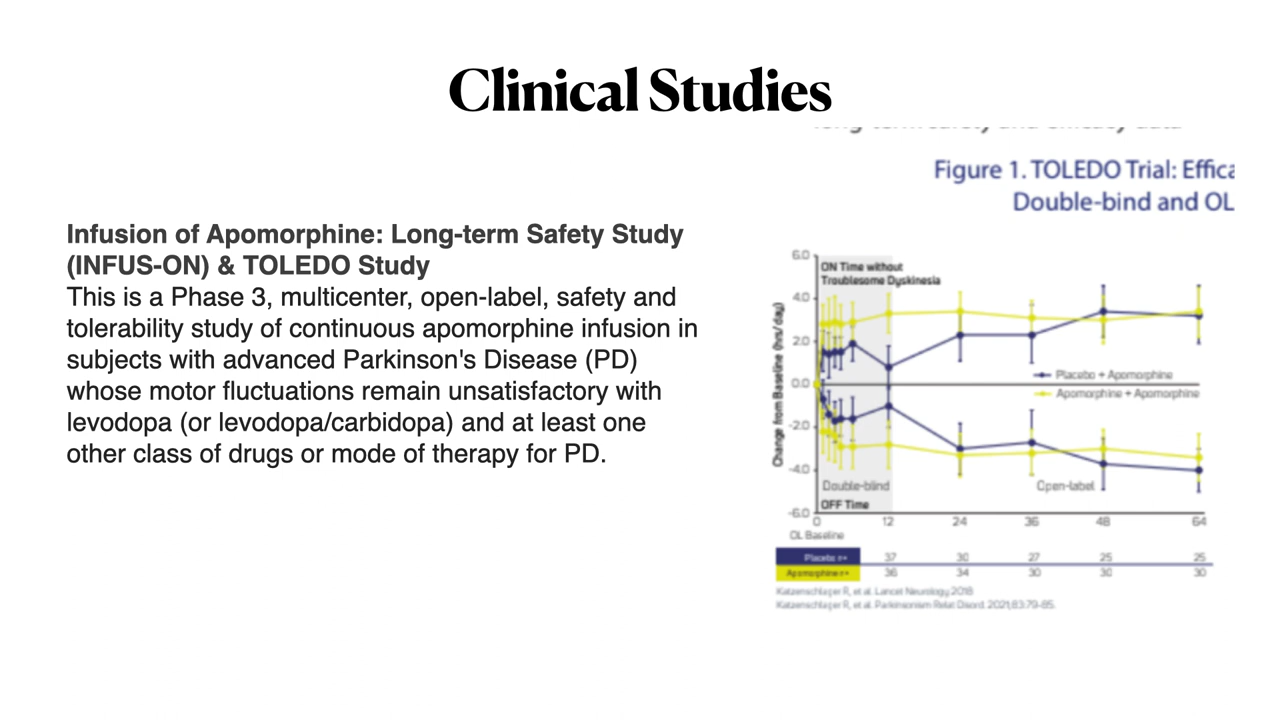 Clinical Studies
long-term safety and efficacy data
Figure 1. TOLEDO Trial: Effica
Double-bind and OL
Infusion of Apomorphine: Long-term Safety Study
(INFUS-ON) & TOLEDO Study
This is a Phase 3, multicenter, open-label, safety and
tolerability study of continuous apomorphine infusion in
subjects with advanced Parkinson's Disease (PD)
whose motor fluctuations remain unsatisfactory with
levodopa (or levodopa/carbidopa) and at least one
other class of drugs or mode of therapy for PD.
Change from Baseline (hrs/day)
6.0
ON Time without
Troublesome Dyskinesia
4.0
2.0
Placebo + Apomorphine
0.0
Apomorphine + Apomorphine
-2.0
-4.0
Double-blind Open-label
OFF Time
-6.0
0 12 24 36 48 64
OL Baseline
Placebo n= 37 30 27 25 25
Apomorphine n= 36 34 30 30 30
Katzenschlager R, et al. Lancet Neurology 2018
Katzenschlager R, et al. Parkinsonism Relat Disord. 2021;83:79-85.